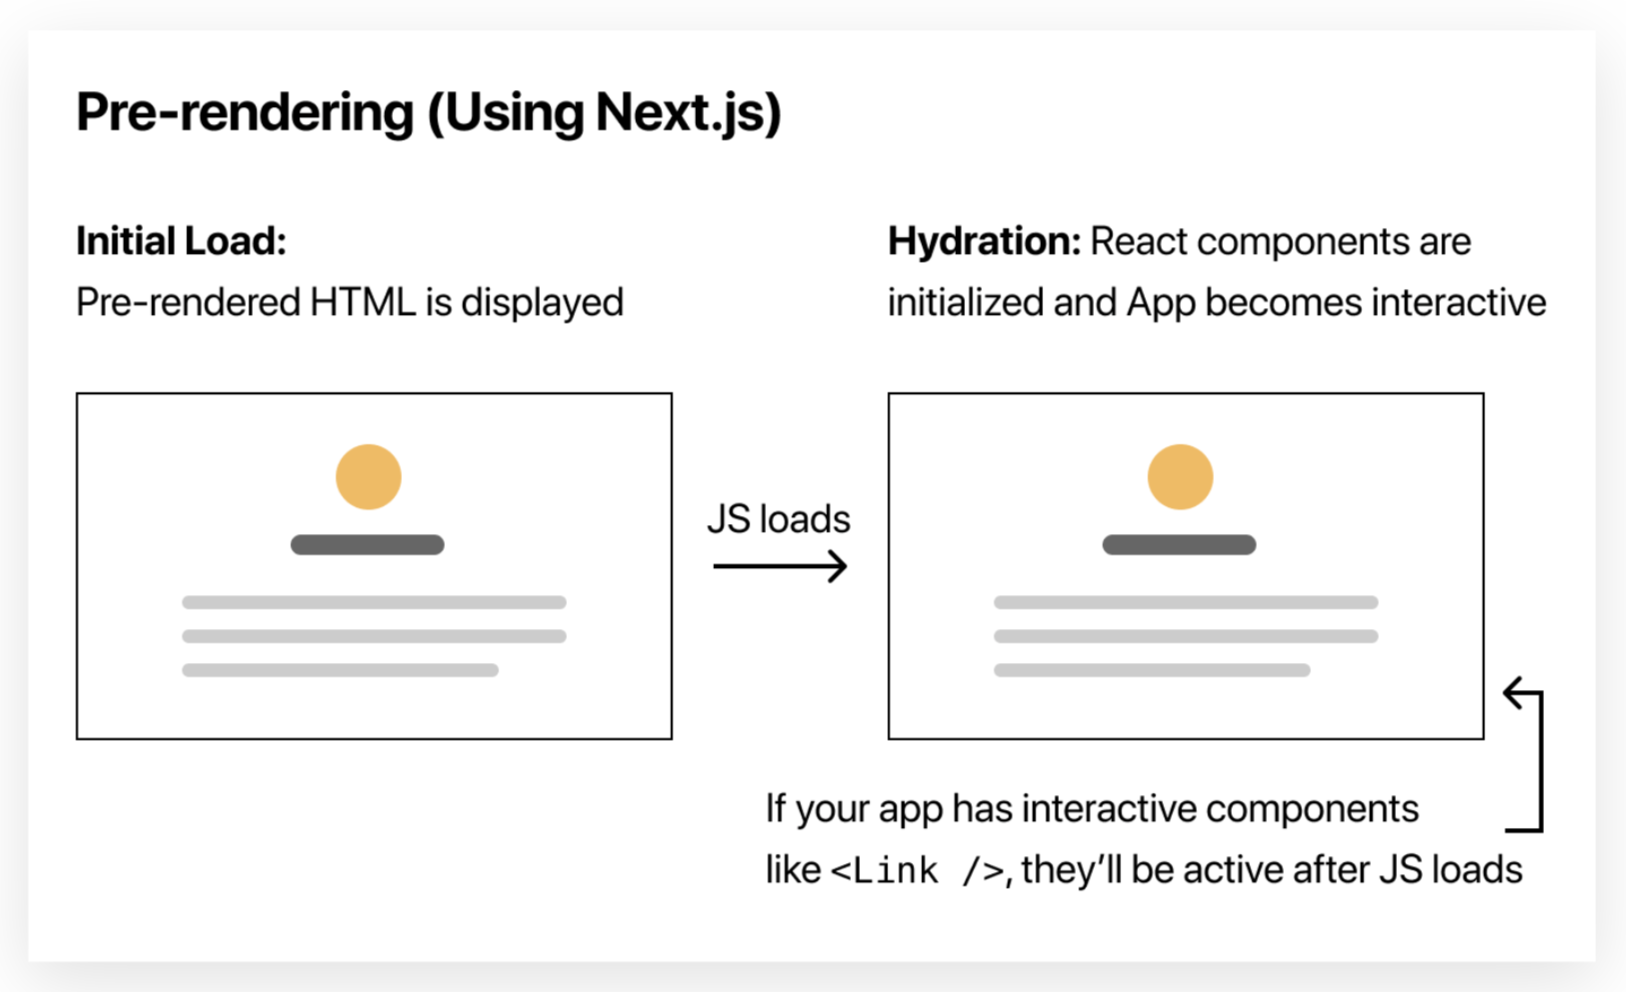 Pre-rendering (Using Next.js)
Initial Load:
Pre-rendered HTML is displayed
Hydration: React components are
initialized and App becomes interactive
JS loads
If your app has interactive components
like <Link />, they’ll be active after JS loads